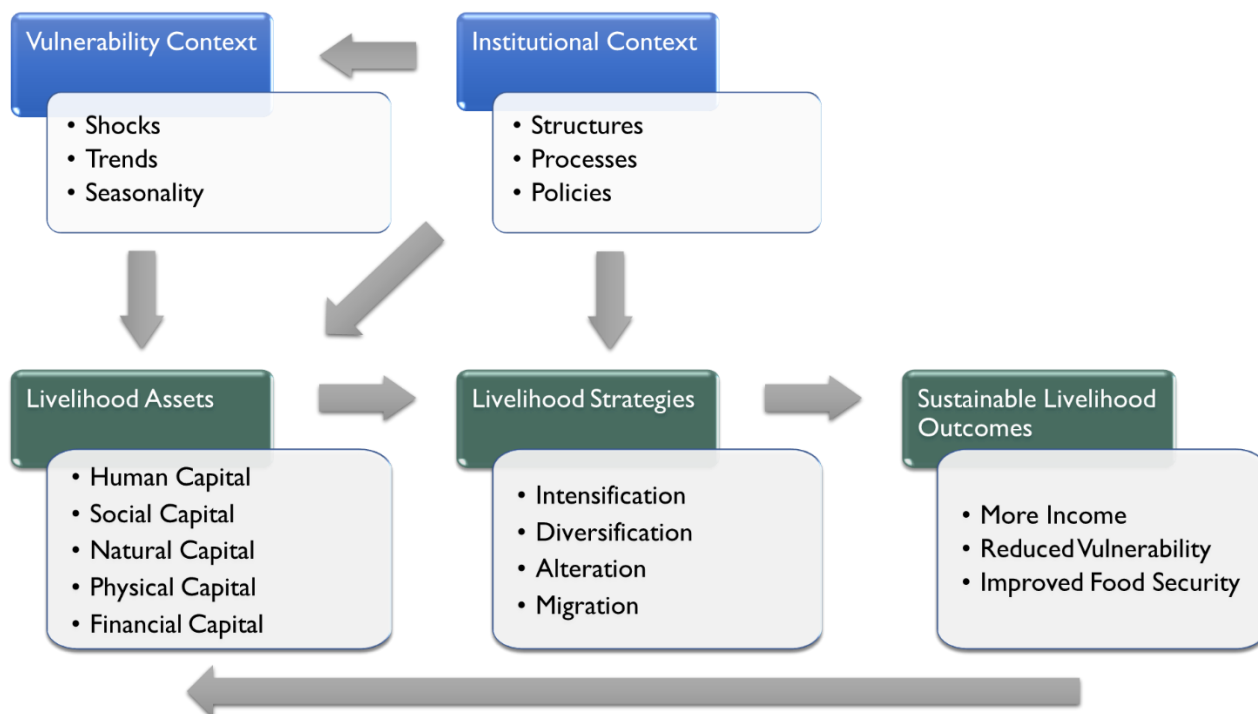 Vulnerability Context
• Shocks
• Trends
• Seasonality
Institutional Context
• Structures
• Processes
• Policies
Livelihood Assets
• Human Capital
• Social Capital
• Natural Capital
• Physical Capital
• Financial Capital
Livelihood Strategies
• Intensification
• Diversification
• Alteration
• Migration
Sustainable Livelihood
Outcomes
• More Income
• Reduced Vulnerability
• Improved Food Security